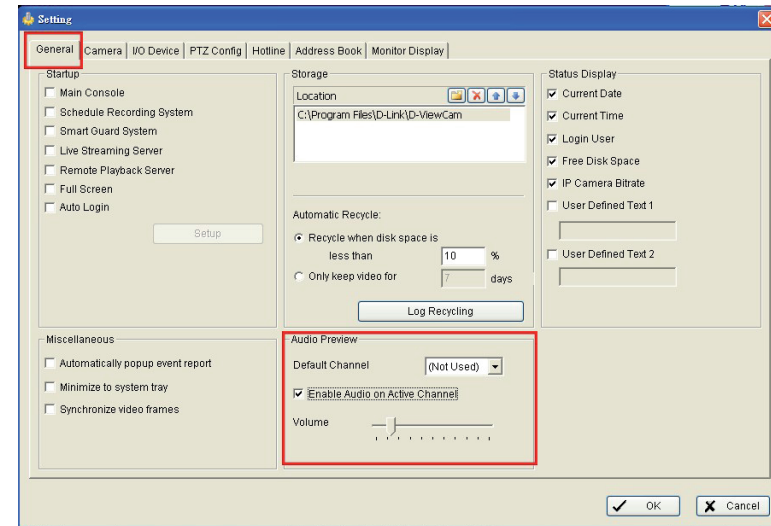 Setting
General Camera I/O Device PTZ Config Hotline Address Book Monitor Display
Startup
Main Console
Schedule Recording System
Smart Guard System
Live Streaming Server
Remote Playback Server
Full Screen
Auto Login
Setup
Storage
Location
C:\Program Files\D-Link\D-ViewCam
Automatic Recycle:
Recycle when disk space is
less than 10 %
Only keep video for 7 days
Log Recycling
Status Display
Current Date
Current Time
Login User
Free Disk Space
IP Camera Bitrate
User Defined Text 1
User Defined Text 2
Miscellaneous
Automatically popup event report
Minimize to system tray
Synchronize video frames
Audio Preview
Default Channel (Not Used)
Enable Audio on Active Channel
Volume
OK Cancel